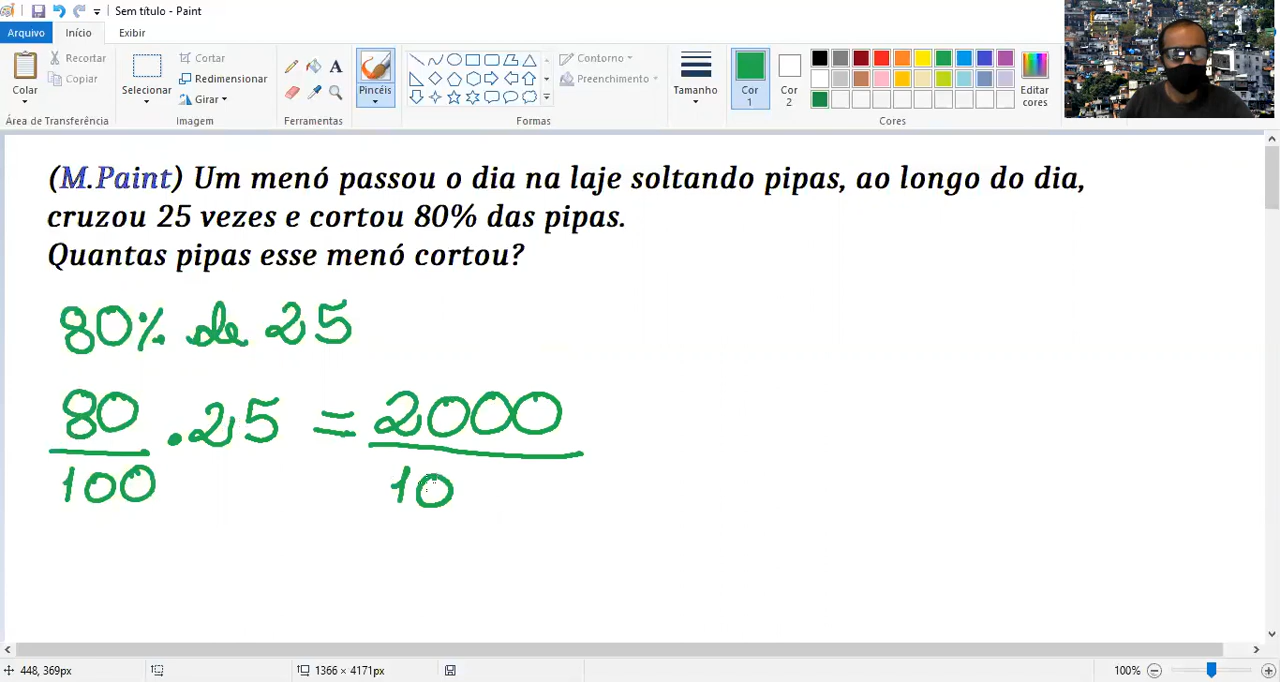 Sem título - Paint
Arquivo Início Exibir
Colar
Recortar
Copiar
Área de Transferência
Selecionar
Cortar
Redimensionar
Girar
Imagem
A
Ferramentas
Pincéis
Contorno
Preenchimento
Formas
Tamanho
Cor 1
Cor 2
Editar cores
Cores
(M.Paint) Um menó passou o dia na laje soltando pipas, ao longo do dia,
cruzou 25 vezes e cortou 80% das pipas.
Quantas pipas esse menó cortou?
80% de 25
80 . 25 = 2000
100 10
448, 369px 1366 × 4171px 100%